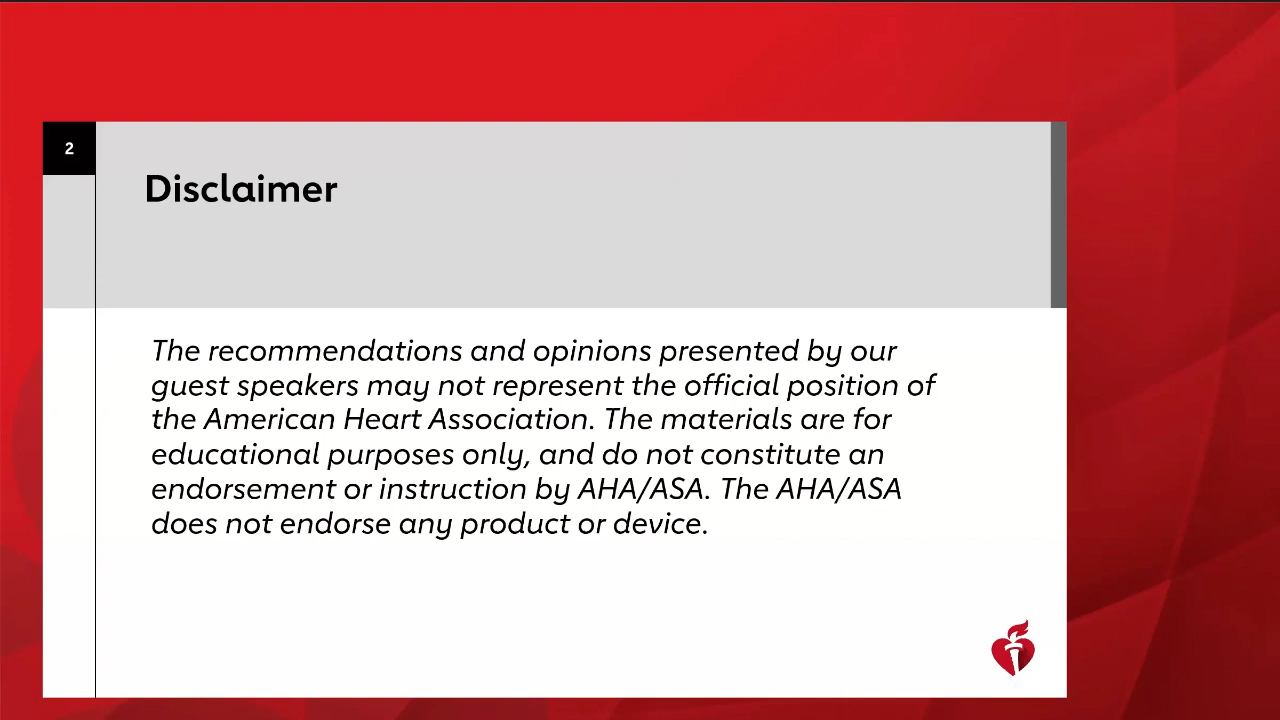 2
Disclaimer
The recommendations and opinions presented by our
guest speakers may not represent the official position of
the American Heart Association. The materials are for
educational purposes only, and do not constitute an
endorsement or instruction by AHA/ASA. The AHA/ASA
does not endorse any product or device.